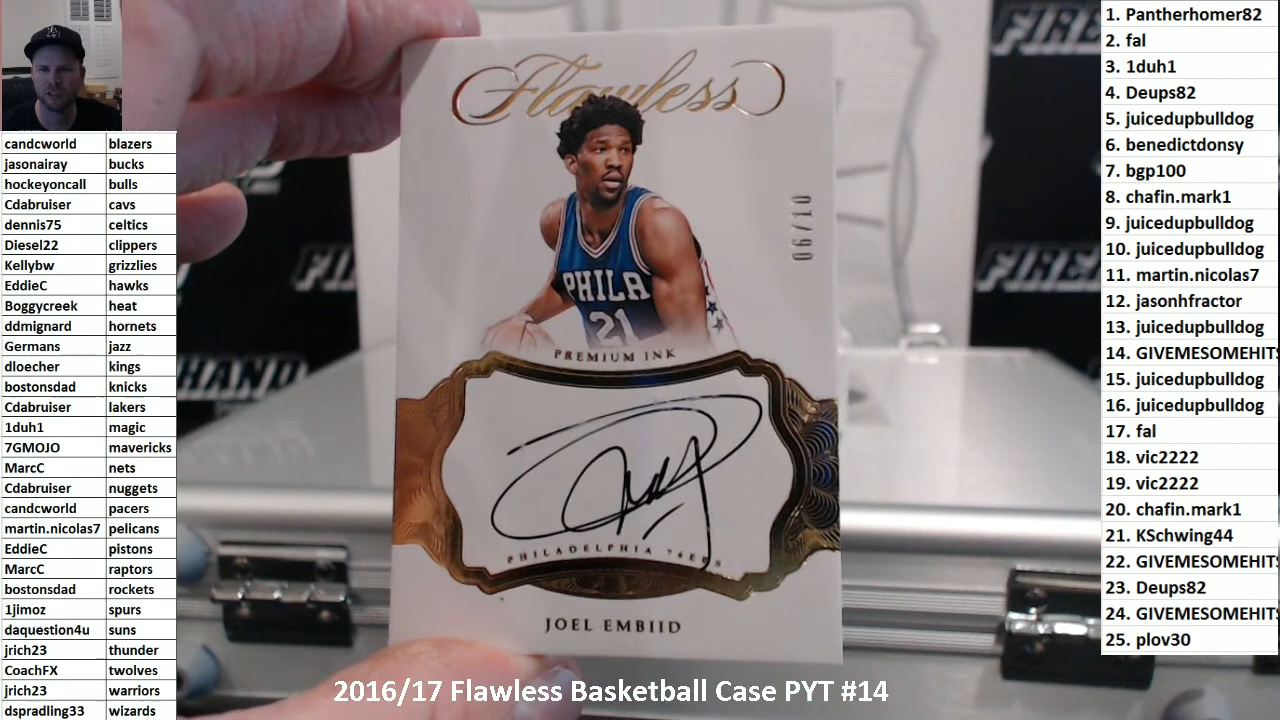 candcworld blazers
jasonairay bucks
hockeyoncall bulls
Cdabruiser cavs
dennis75 celtics
Diesel22 clippers
Kellybw grizzlies
EddieC hawks
Boggycreek heat
ddmignard hornets
Germans jazz
dloecher kings
bostonsdad knicks
Cdabruiser lakers
1duh1 magic
7GMOJO mavericks
MarcC nets
Cdabruiser nuggets
candcworld pacers
martin.nicolas7 pelicans
EddieC pistons
MarcC raptors
bostonsdad rockets
1jimoz spurs
daquestion4u suns
jrich23 thunder
CoachFX twolves
jrich23 warriors
dspradling33 wizards
Flawless
06/10
PHILA
21
PREMIUM INK
PHILADELPHIA 76ERS
JOEL EMBIID
HAND
2016/17 Flawless Basketball Case PYT #14
1. Pantherhomer82
2. fal
3. 1duh1
4. Deups82
5. juicedupbulldog
6. benedictdonsy
7. bgp100
8. chafin.mark1
9. juicedupbulldog
10. juicedupbulldog
11. martin.nicolas7
12. jasonhfractor
13. juicedupbulldog
14. GIVEMESOMEHITS
15. juicedupbulldog
16. juicedupbulldog
17. fal
18. vic2222
19. vic2222
20. chafin.mark1
21. KSchwing44
22. GIVEMESOMEHITS
23. Deups82
24. GIVEMESOMEHITS
25. plov30